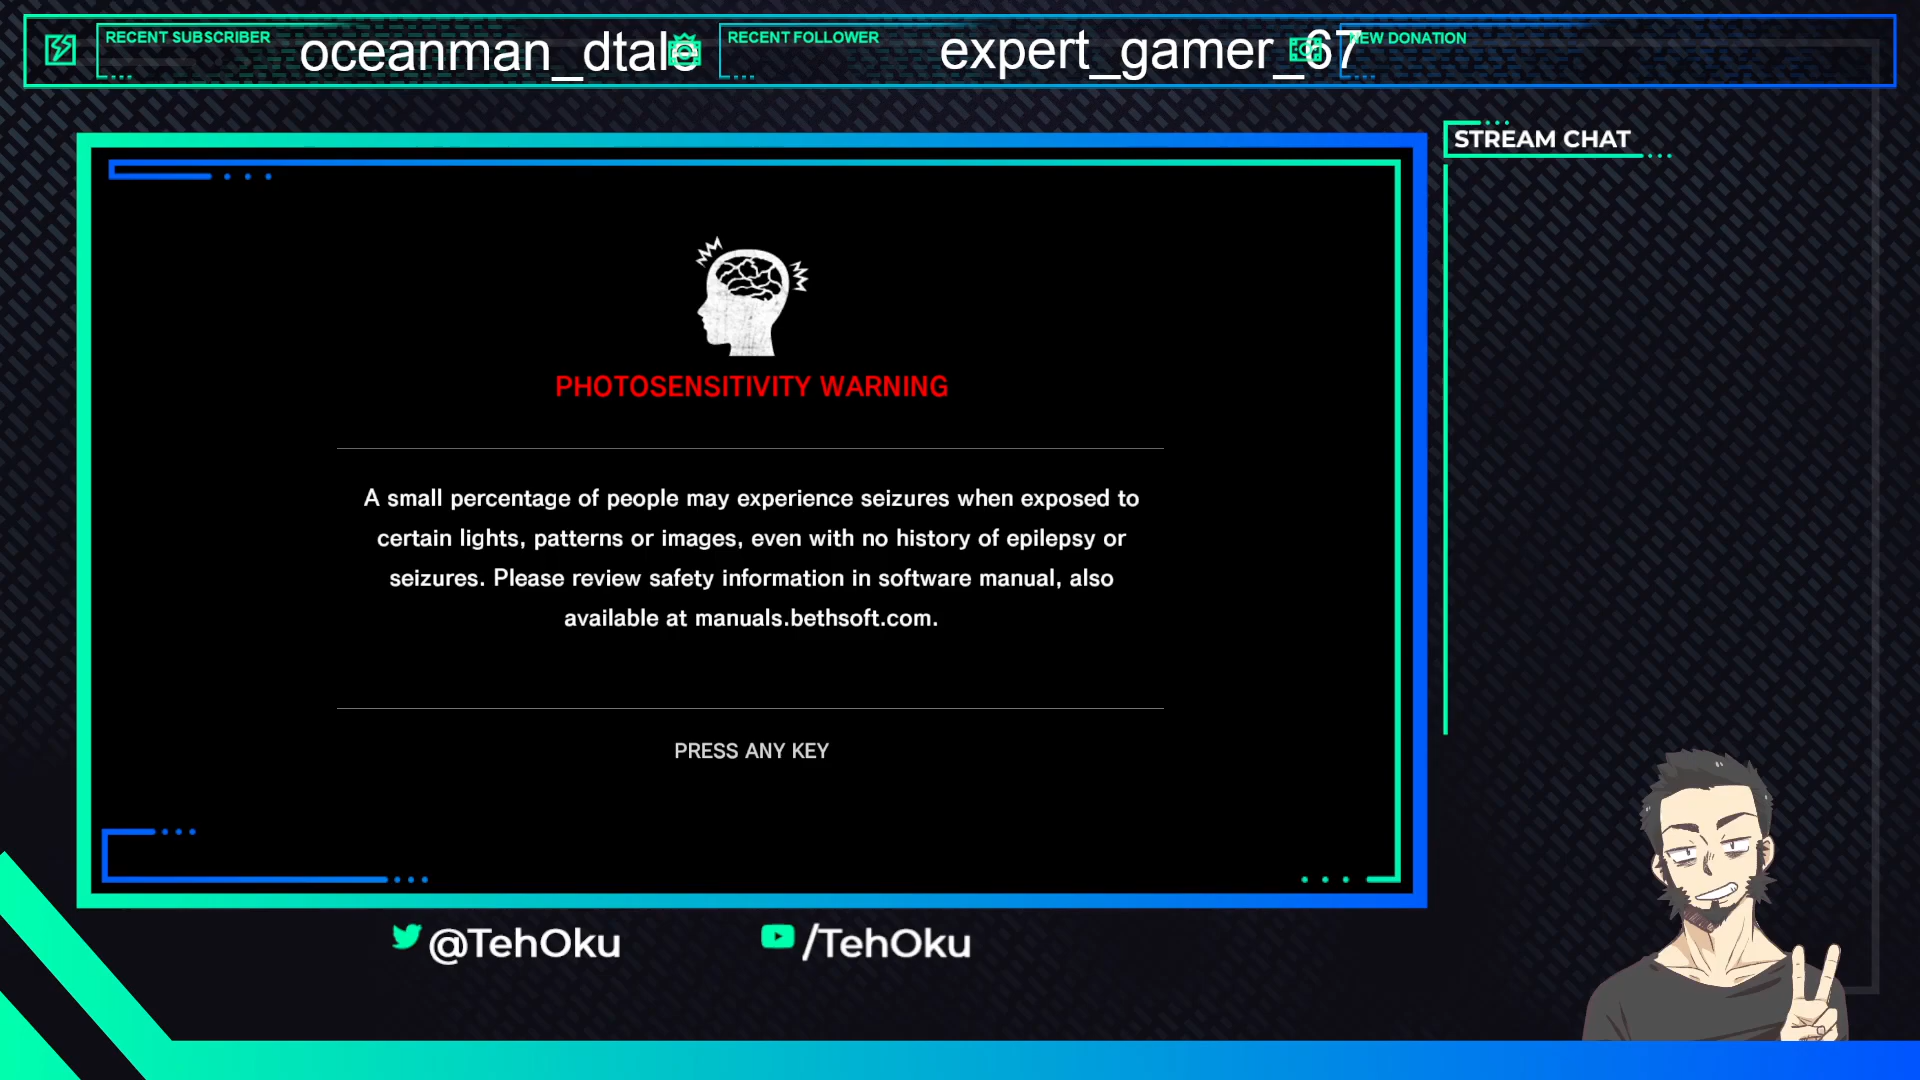 RECENT SUBSCRIBER
oceanman_dtale
RECENT FOLLOWER
expert_gamer_67
NEW DONATION
STREAM CHAT
PHOTOSENSITIVITY WARNING
A small percentage of people may experience seizures when exposed to
certain lights, patterns or images, even with no history of epilepsy or
seizures. Please review safety information in software manual, also
available at manuals.bethsoft.com.
PRESS ANY KEY
@TehOku
/TehOku